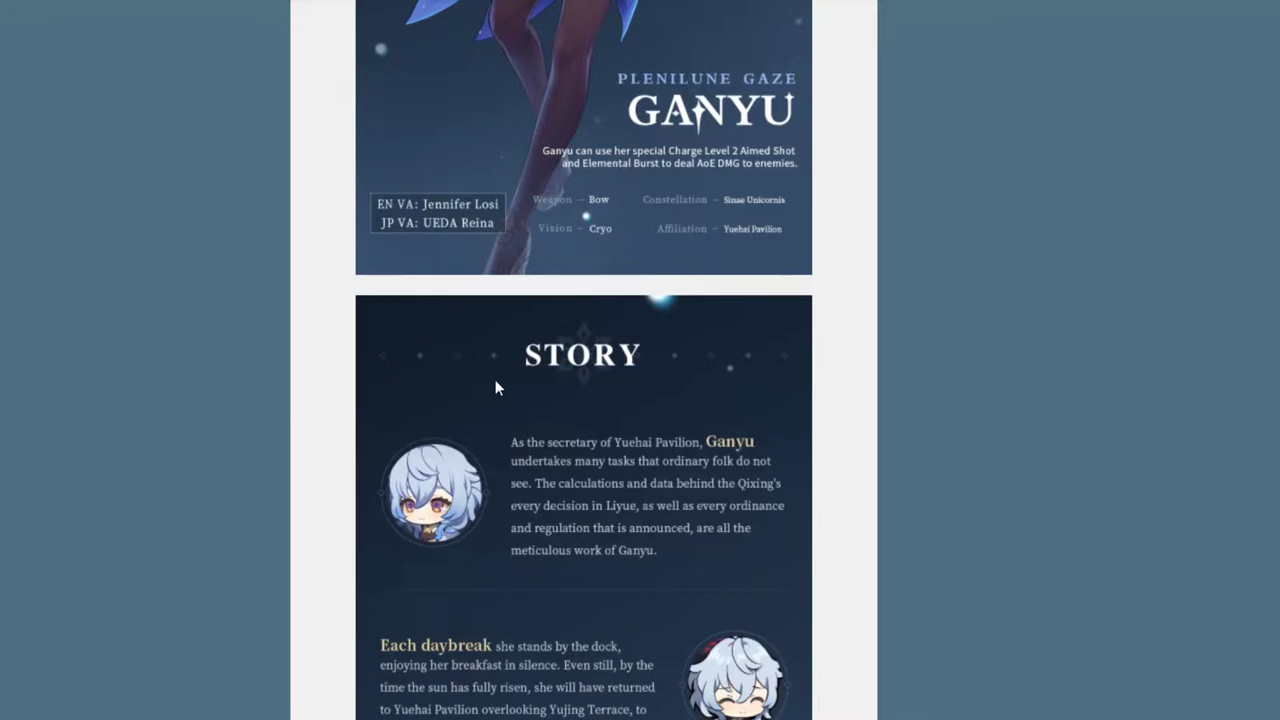 PLENILUNE GAZE
GANYU
Ganyu can use her special Charge Level 2 Aimed Shot
and Elemental Burst to deal AoE DMG to enemies.
EN VA: Jennifer Losi
JP VA: UEDA Reina
Weapon – Bow
Constellation – Sinae Unicornis
Vision – Cryo
Affiliation – Yuehai Pavilion
STORY
As the secretary of Yuehai Pavilion, Ganyu
undertakes many tasks that ordinary folk do not
see. The calculations and data behind the Qixing's
every decision in Liyue, as well as every ordinance
and regulation that is announced, are all the
meticulous work of Ganyu.
Each daybreak she stands by the dock,
enjoying her breakfast in silence. Even still, by the
time the sun has fully risen, she will have returned
to Yuehai Pavilion overlooking Yujing Terrace, to